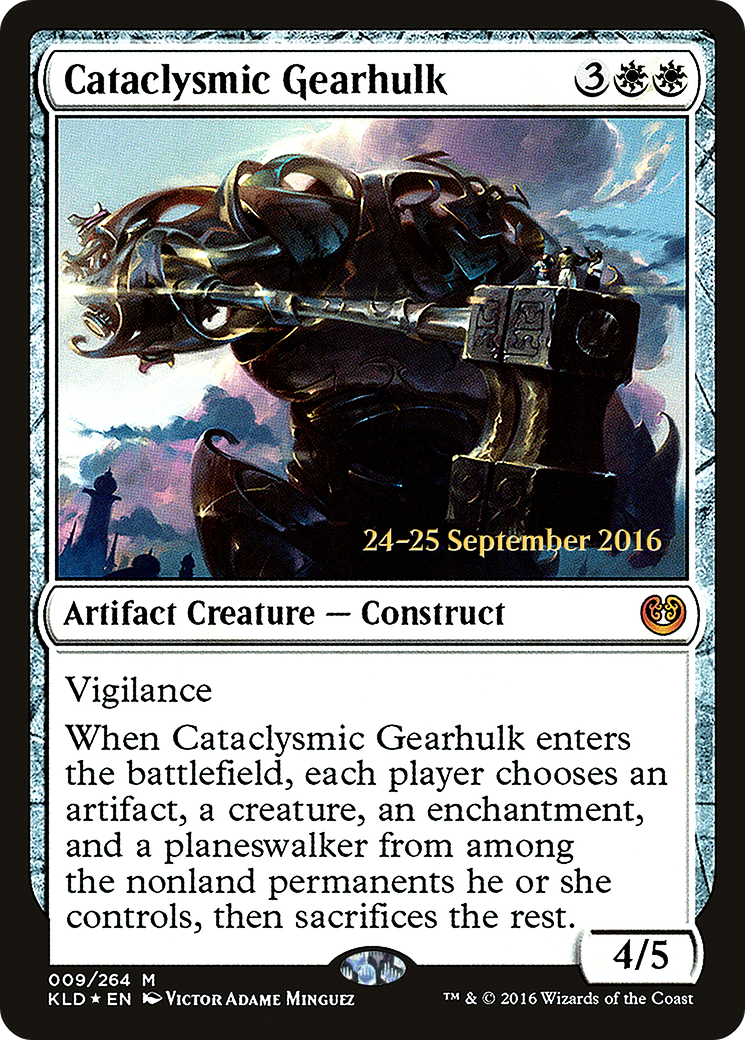 Cataclysmic Gearhulk 3
24–25 September 2016
Artifact Creature — Construct
Vigilance
When Cataclysmic Gearhulk enters
the battlefield, each player chooses an
artifact, a creature, an enchantment,
and a planeswalker from among
the nonland permanents he or she
controls, then sacrifices the rest.
4/5
009/264 M
KLD ★ EN Victor Adame Minguez
™ & © 2016 Wizards of the Coast